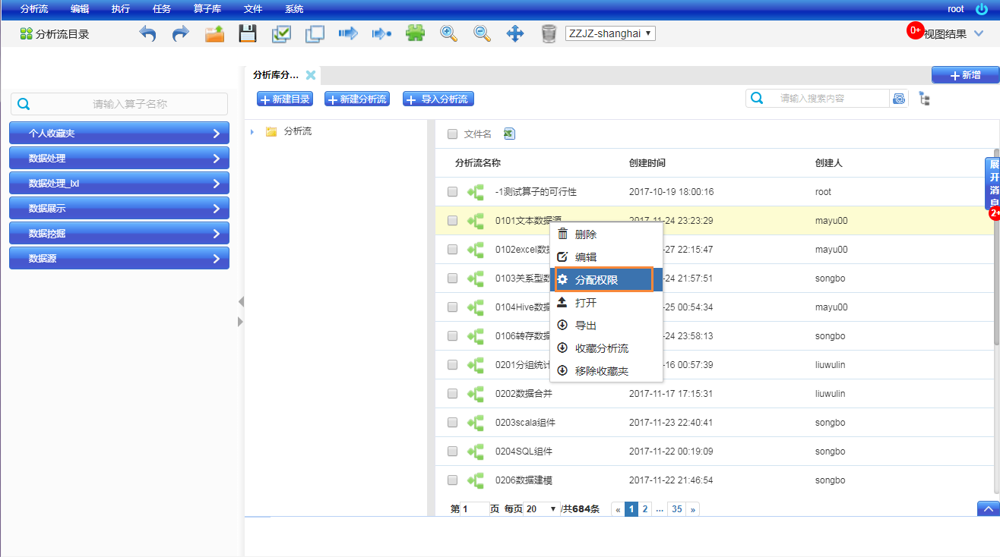 分析流 编辑 执行 任务 算子库 文件 系统 root
分析流目录 ZZJZ-shanghai 0+ 视图结果
分析库分... 新增
新建目录 新建分析流 导入分析流 请输入搜索内容
请输入算子名称
个人收藏夹
数据处理
数据处理_lxl
数据展示
数据挖掘
数据源
分析流
文件名
分析流名称 创建时间 创建人
-1测试算子的可行性 2017-10-19 18:00:16 root
0101文本数据源 2017-11-24 23:23:29 mayu00
0102excel数据 27 22:15:47 mayu00
0103关系型数 24 21:57:51 songbo
0104Hive数据 25 00:54:34 mayu00
0106转存数据 24 23:58:13 songbo
0201分组统计 16 00:57:39 liuwulin
0202数据合并 2017-11-17 17:15:31 liuwulin
0203scala组件 2017-11-23 22:40:41 songbo
0204SQL组件 2017-11-22 00:19:09 songbo
0206数据建模 2017-11-22 21:46:54 songbo
删除
编辑
分配权限
打开
导出
收藏分析流
移除收藏夹
展开消息
2+
第 1 页 每页 20 /共684条 « 1 2 ... 35 »